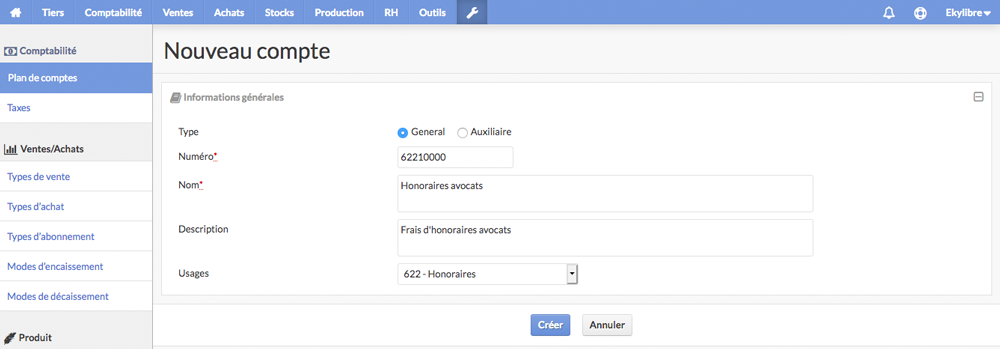 Tiers Comptabilité Ventes Achats Stocks Production RH Outils Ekylibre
Comptabilité
Plan de comptes
Taxes
Ventes/Achats
Types de vente
Types d'achat
Types d'abonnement
Modes d'encaissement
Modes de décaissement
Produit
Nouveau compte
Informations générales
Type General Auxiliaire
Numéro* 62210000
Nom* Honoraires avocats
Description Frais d'honoraires avocats
Usages 622 - Honoraires
Créer Annuler